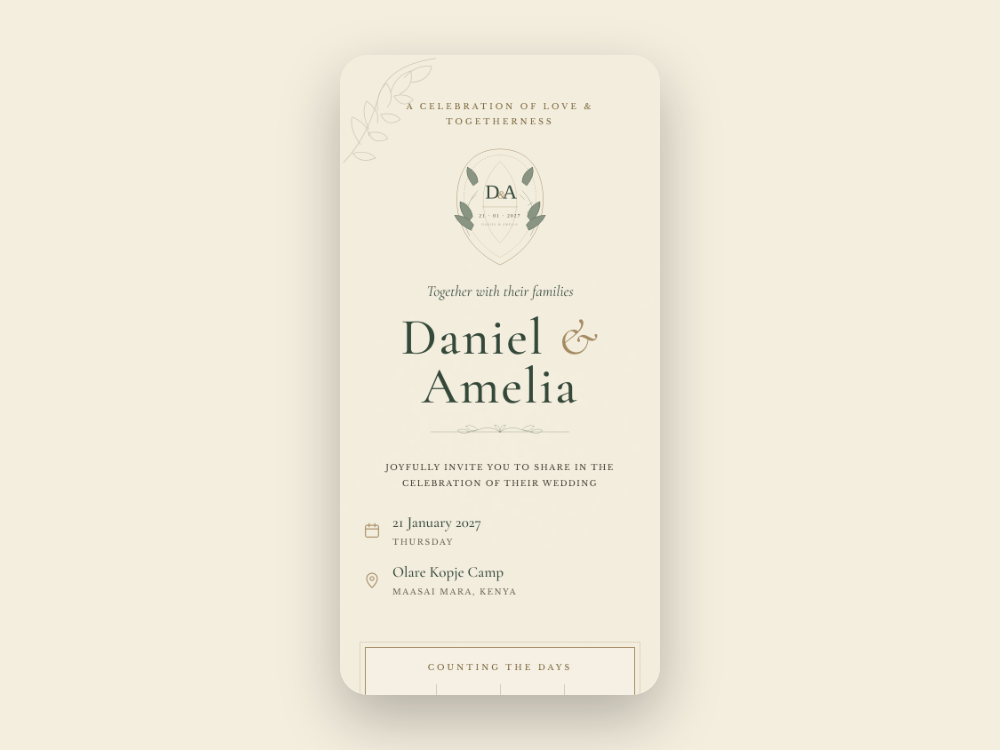 A CELEBRATION OF LOVE &
TOGETHERNESS
D&A
21 · 01 · 2027
Together with their families
Daniel &
Amelia
JOYFULLY INVITE YOU TO SHARE IN THE
CELEBRATION OF THEIR WEDDING
21 January 2027
THURSDAY
Olare Kopje Camp
MAASAI MARA, KENYA
COUNTING THE DAYS